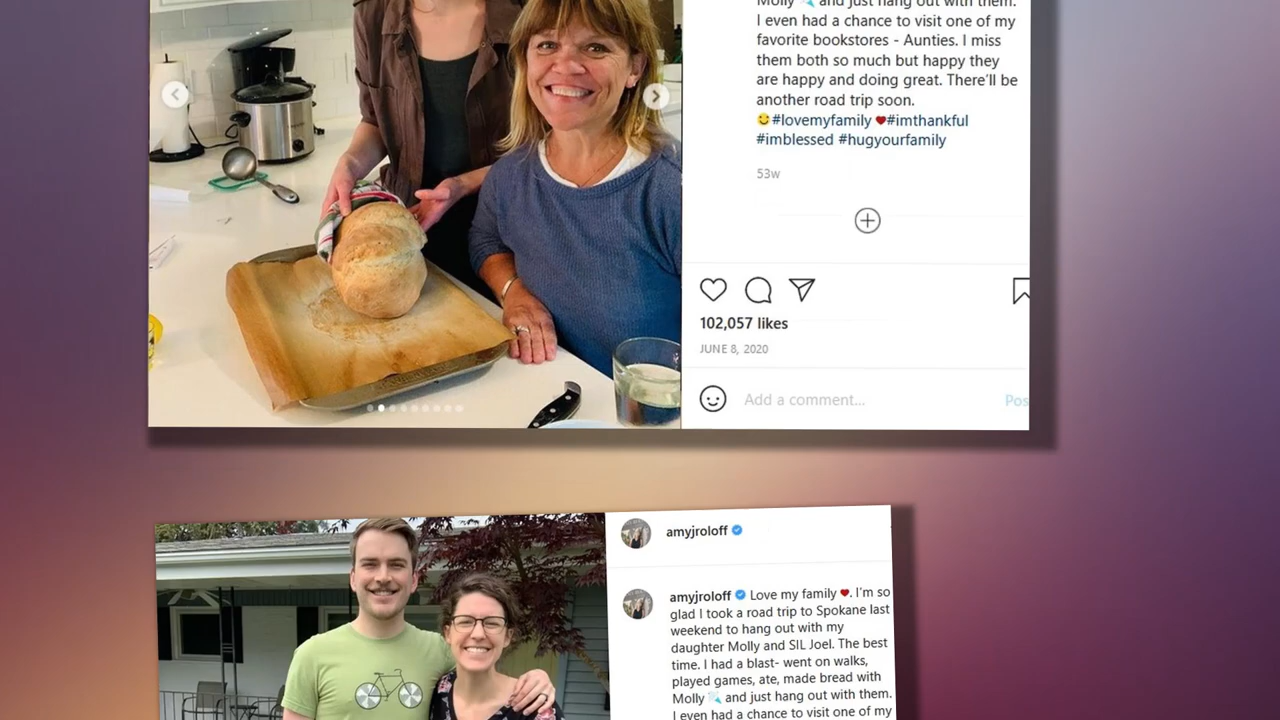 Molly and just hang out with them.
I even had a chance to visit one of my
favorite bookstores - Aunties. I miss
them both so much but happy they
are happy and doing great. There'll be
another road trip soon.
#lovemyfamily #imthankful
#imblessed #hugyourfamily
53w
102,057 likes
JUNE 8, 2020
Add a comment...
Pos
amyjroloff
amyjroloff Love my family . I'm so
glad I took a road trip to Spokane last
weekend to hang out with my
daughter Molly and SIL Joel. The best
time. I had a blast- went on walks,
played games, ate, made bread with
Molly and just hang out with them.
I even had a chance to visit one of my